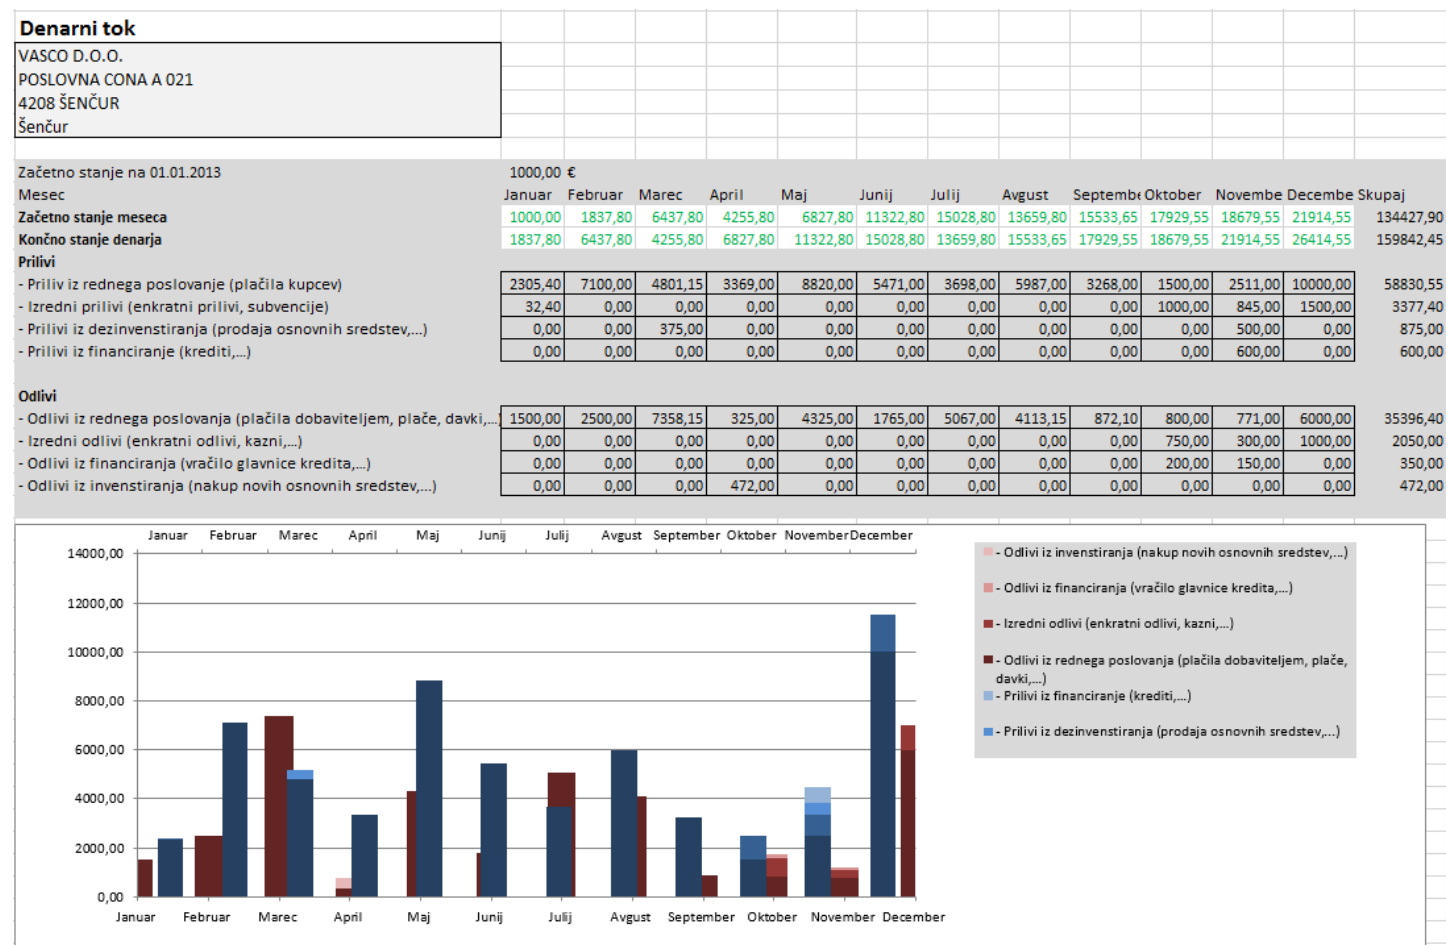 Denarni tok
VASCO D.O.O.
POSLOVNA CONA A 021
4208 ŠENČUR
Šenčur
Začetno stanje na 01.01.2013 1000,00 €
Mesec Januar Februar Marec April Maj Junij Julij Avgust Septembe Oktober Novembe Decembe Skupaj
Začetno stanje meseca 1000,00 1837,80 6437,80 4255,80 6827,80 11322,80 15028,80 13659,80 15533,65 17929,55 18679,55 21914,55 134427,90
Končno stanje denarja 1837,80 6437,80 4255,80 6827,80 11322,80 15028,80 13659,80 15533,65 17929,55 18679,55 21914,55 26414,55 159842,45
Prilivi
- Priliv iz rednega poslovanje (plačila kupcev) 2305,40 7100,00 4801,15 3369,00 8820,00 5471,00 3698,00 5987,00 3268,00 1500,00 2511,00 10000,00 58830,55
- Izredni prilivi (enkratni prilivi, subvencije) 32,40 0,00 0,00 0,00 0,00 0,00 0,00 0,00 0,00 1000,00 845,00 1500,00 3377,40
- Prilivi iz dezinvenstiranja (prodaja osnovnih sredstev,...) 0,00 0,00 375,00 0,00 0,00 0,00 0,00 0,00 0,00 0,00 500,00 0,00 875,00
- Prilivi iz financiranje (krediti,...) 0,00 0,00 0,00 0,00 0,00 0,00 0,00 0,00 0,00 0,00 600,00 0,00 600,00
Odlivi
- Odlivi iz rednega poslovanja (plačila dobaviteljem, plače, davki,... 1500,00 2500,00 7358,15 325,00 4325,00 1765,00 5067,00 4113,15 872,10 800,00 771,00 6000,00 35396,40
- Izredni odlivi (enkratni odlivi, kazni,...) 0,00 0,00 0,00 0,00 0,00 0,00 0,00 0,00 0,00 750,00 300,00 1000,00 2050,00
- Odlivi iz financiranja (vračilo glavnice kredita,...) 0,00 0,00 0,00 0,00 0,00 0,00 0,00 0,00 0,00 200,00 150,00 0,00 350,00
- Odlivi iz invenstiranja (nakup novih osnovnih sredstev,...) 0,00 0,00 0,00 472,00 0,00 0,00 0,00 0,00 0,00 0,00 0,00 0,00 472,00
Januar Februar Marec April Maj Junij Julij Avgust September Oktober November December
14000,00
12000,00
10000,00
8000,00
6000,00
4000,00
2000,00
0,00
Januar Februar Marec April Maj Junij Julij Avgust September Oktober November December
- Odlivi iz invenstiranja (nakup novih osnovnih sredstev,...)
- Odlivi iz financiranja (vračilo glavnice kredita,...)
- Izredni odlivi (enkratni odlivi, kazni,...)
- Odlivi iz rednega poslovanja (plačila dobaviteljem, plače,
davki,...)
- Prilivi iz financiranje (krediti,...)
- Prilivi iz dezinvenstiranja (prodaja osnovnih sredstev,...)